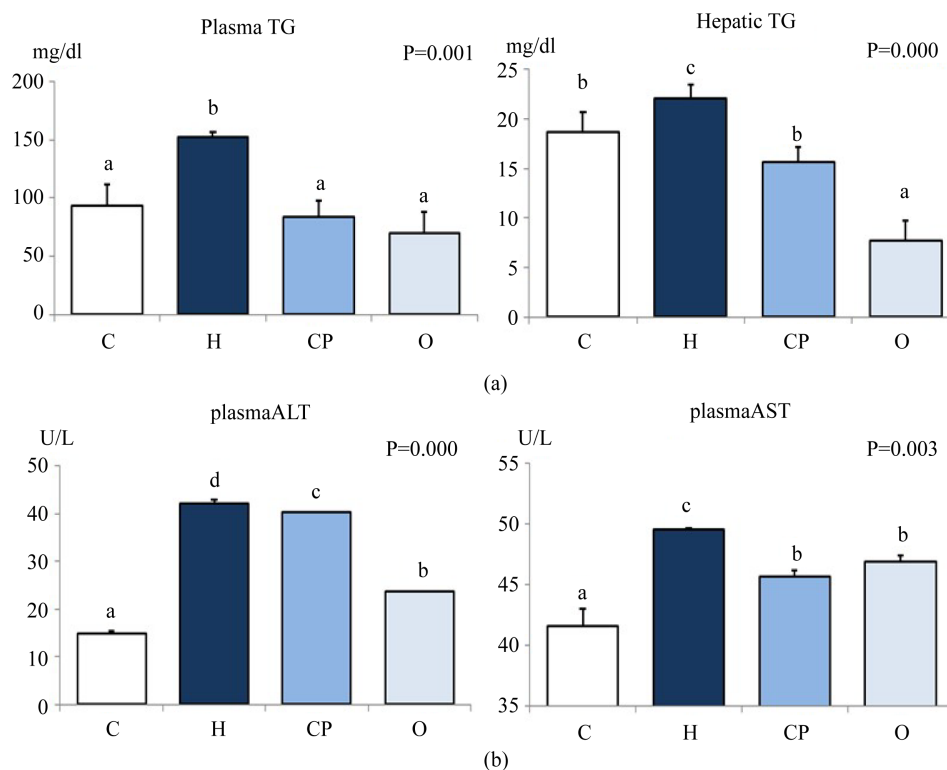 Plasma TG
mg/dl
P=0.001
200
150
100
50
0
a
b
a
a
C H CP O
Hepatic TG
mg/dl
P=0.000
25
20
15
10
5
0
b
c
b
a
C H CP O
(a)
plasmaALT
U/L
P=0.000
50
40
30
20
10
0
a
d
c
b
C H CP O
plasmaAST
U/L
P=0.003
55
50
45
40
35
a
c
b
b
C H CP O
(b)